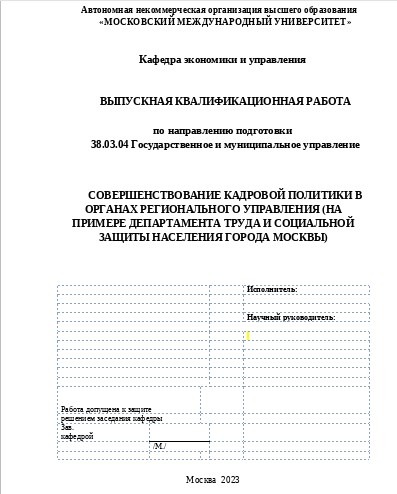 Автономная некоммерческая организация высшего образования
«МОСКОВСКИЙ МЕЖДУНАРОДНЫЙ УНИВЕРСИТЕТ»
Кафедра экономики и управления
ВЫПУСКНАЯ КВАЛИФИКАЦИОННАЯ РАБОТА
по направлению подготовки
38.03.04 Государственное и муниципальное управление
СОВЕРШЕНСТВОВАНИЕ КАДРОВОЙ ПОЛИТИКИ В
ОРГАНАХ РЕГИОНАЛЬНОГО УПРАВЛЕНИЯ (НА
ПРИМЕРЕ ДЕПАРТАМЕНТА ТРУДА И СОЦИАЛЬНОЙ
ЗАЩИТЫ НАСЕЛЕНИЯ ГОРОДА МОСКВЫ)
Исполнитель:
Научный руководитель:
Работа допущена к защите
решением заседания кафедры
Зав.
кафедрой
/М./
Москва 2023